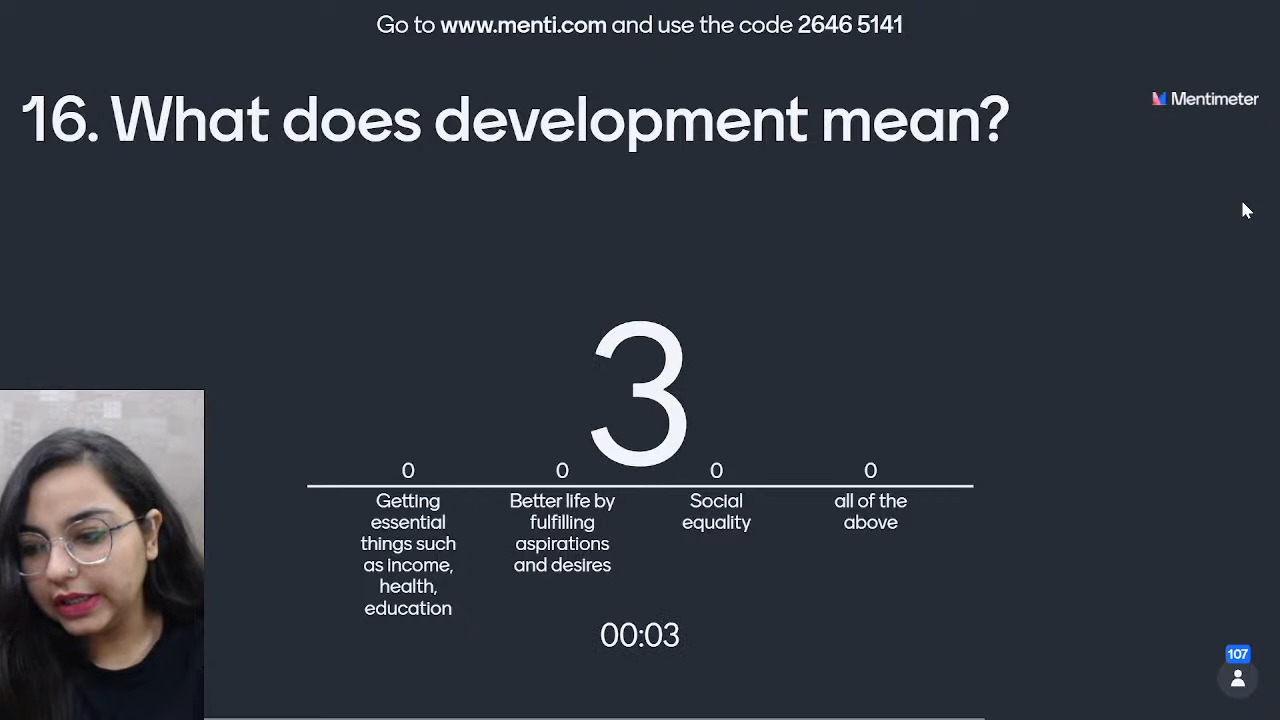 Go to www.menti.com and use the code 2646 5141
16. What does development mean?
Mentimeter
3
0
0
0
0
Getting
essential
things such
as income,
health,
education
Better life by
fulfilling
aspirations
and desires
Social
equality
all of the
above
00:03
107